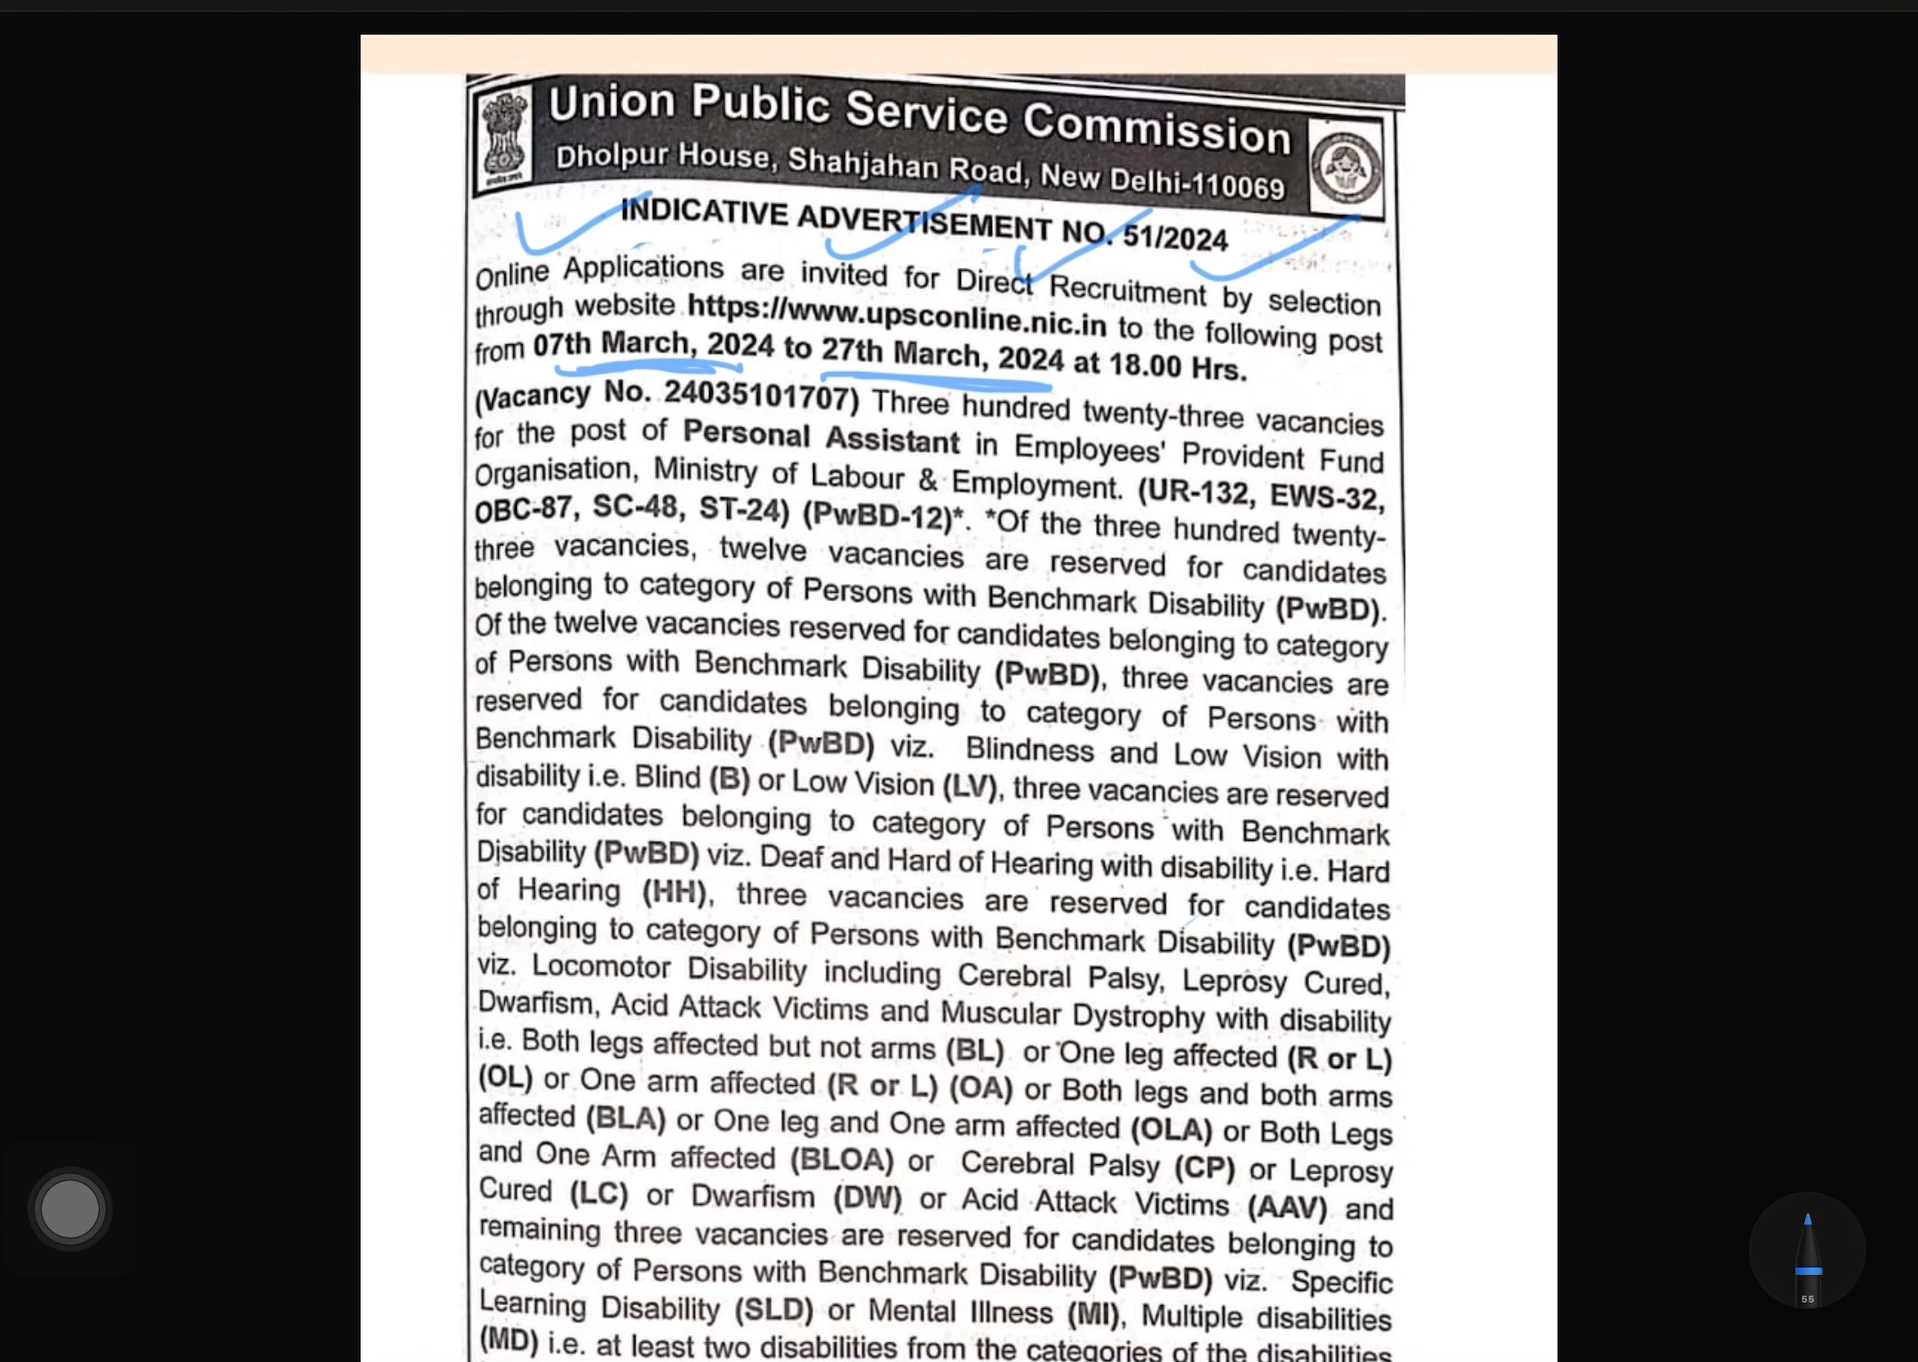 Union Public Service Commission
Dholpur House, Shahjahan Road, New Delhi-110069
INDICATIVE ADVERTISEMENT NO. 51/2024
Online Applications are invited for Direct Recruitment by selection
through website https://www.upsconline.nic.in to the following post
from 07th March, 2024 to 27th March, 2024 at 18.00 Hrs.
(Vacancy No. 24035101707) Three hundred twenty-three vacancies
for the post of Personal Assistant in Employees' Provident Fund
Organisation, Ministry of Labour & Employment. (UR-132, EWS-32,
OBC-87, SC-48, ST-24) (PwBD-12)*. *Of the three hundred twenty-
three vacancies, twelve vacancies are reserved for candidates
belonging to category of Persons with Benchmark Disability (PwBD).
Of the twelve vacancies reserved for candidates belonging to category
of Persons with Benchmark Disability (PwBD), three vacancies are
reserved for candidates belonging to category of Persons with
Benchmark Disability (PwBD) viz. Blindness and Low Vision with
disability i.e. Blind (B) or Low Vision (LV), three vacancies are reserved
for candidates belonging to category of Persons with Benchmark
Disability (PwBD) viz. Deaf and Hard of Hearing with disability i.e. Hard
of Hearing (HH), three vacancies are reserved for candidates
belonging to category of Persons with Benchmark Disability (PwBD)
viz. Locomotor Disability including Cerebral Palsy, Leprosy Cured,
Dwarfism, Acid Attack Victims and Muscular Dystrophy with disability
i.e. Both legs affected but not arms (BL) or One leg affected (R or L)
(OL) or One arm affected (R or L) (OA) or Both legs and both arms
affected (BLA) or One leg and One arm affected (OLA) or Both Legs
and One Arm affected (BLOA) or Cerebral Palsy (CP) or Leprosy
Cured (LC) or Dwarfism (DW) or Acid Attack Victims (AAV) and
remaining three vacancies are reserved for candidates belonging to
category of Persons with Benchmark Disability (PwBD) viz. Specific
Learning Disability (SLD) or Mental Illness (MI), Multiple disabilities
(MD) i.e. at least two disabilities from the categories of the disabilities
55